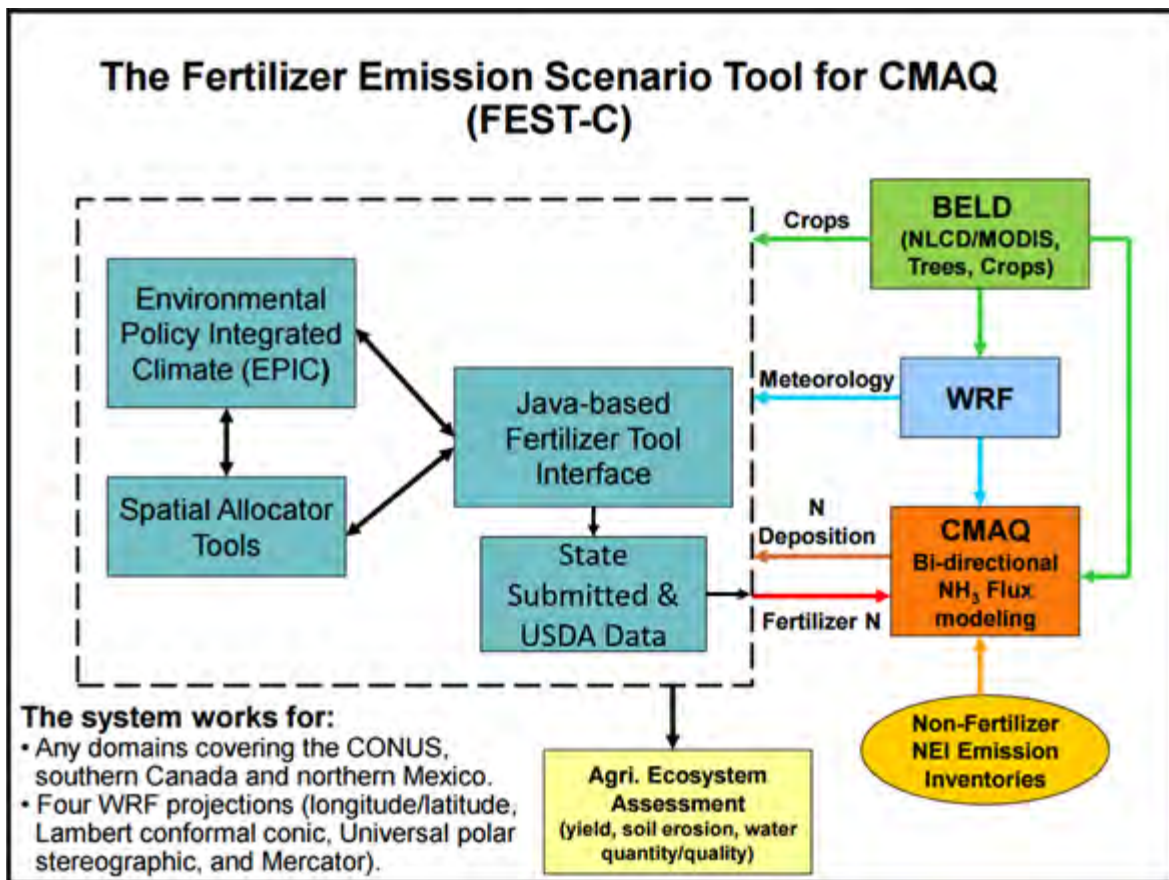 The Fertilizer Emission Scenario Tool for CMAQ
(FEST-C)
Environmental
Policy Integrated
Climate (EPIC)
Spatial Allocator
Tools
Java-based
Fertilizer Tool
Interface
State
Submitted &
USDA Data
Crops
Meteorology
N
Deposition
Fertilizer N
BELD
(NLCD/MODIS,
Trees, Crops)
WRF
CMAQ
Bi-directional
NH₃ Flux
modeling
Non-Fertilizer
NEI Emission
Inventories
Agri. Ecosystem
Assessment
(yield, soil erosion, water
quantity/quality)
The system works for:
• Any domains covering the CONUS,
southern Canada and northern Mexico.
• Four WRF projections (longitude/latitude,
Lambert conformal conic, Universal polar
stereographic, and Mercator).